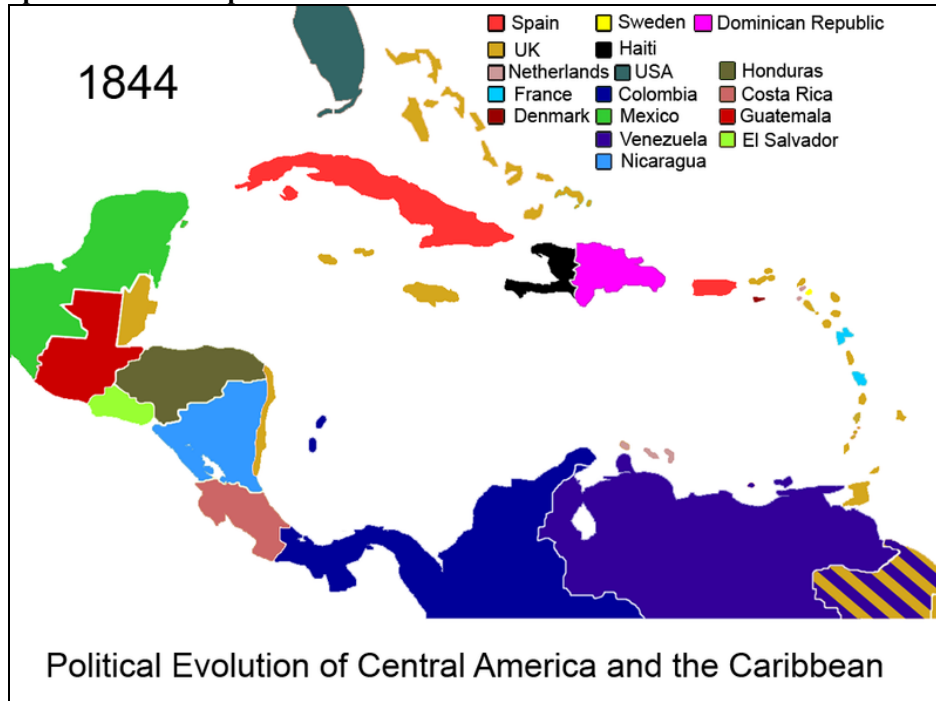 1844
Spain
Sweden
Dominican Republic
UK
Haiti
Netherlands
USA
Honduras
France
Colombia
Costa Rica
Denmark
Mexico
Guatemala
Venezuela
El Salvador
Nicaragua
Political Evolution of Central America and the Caribbean